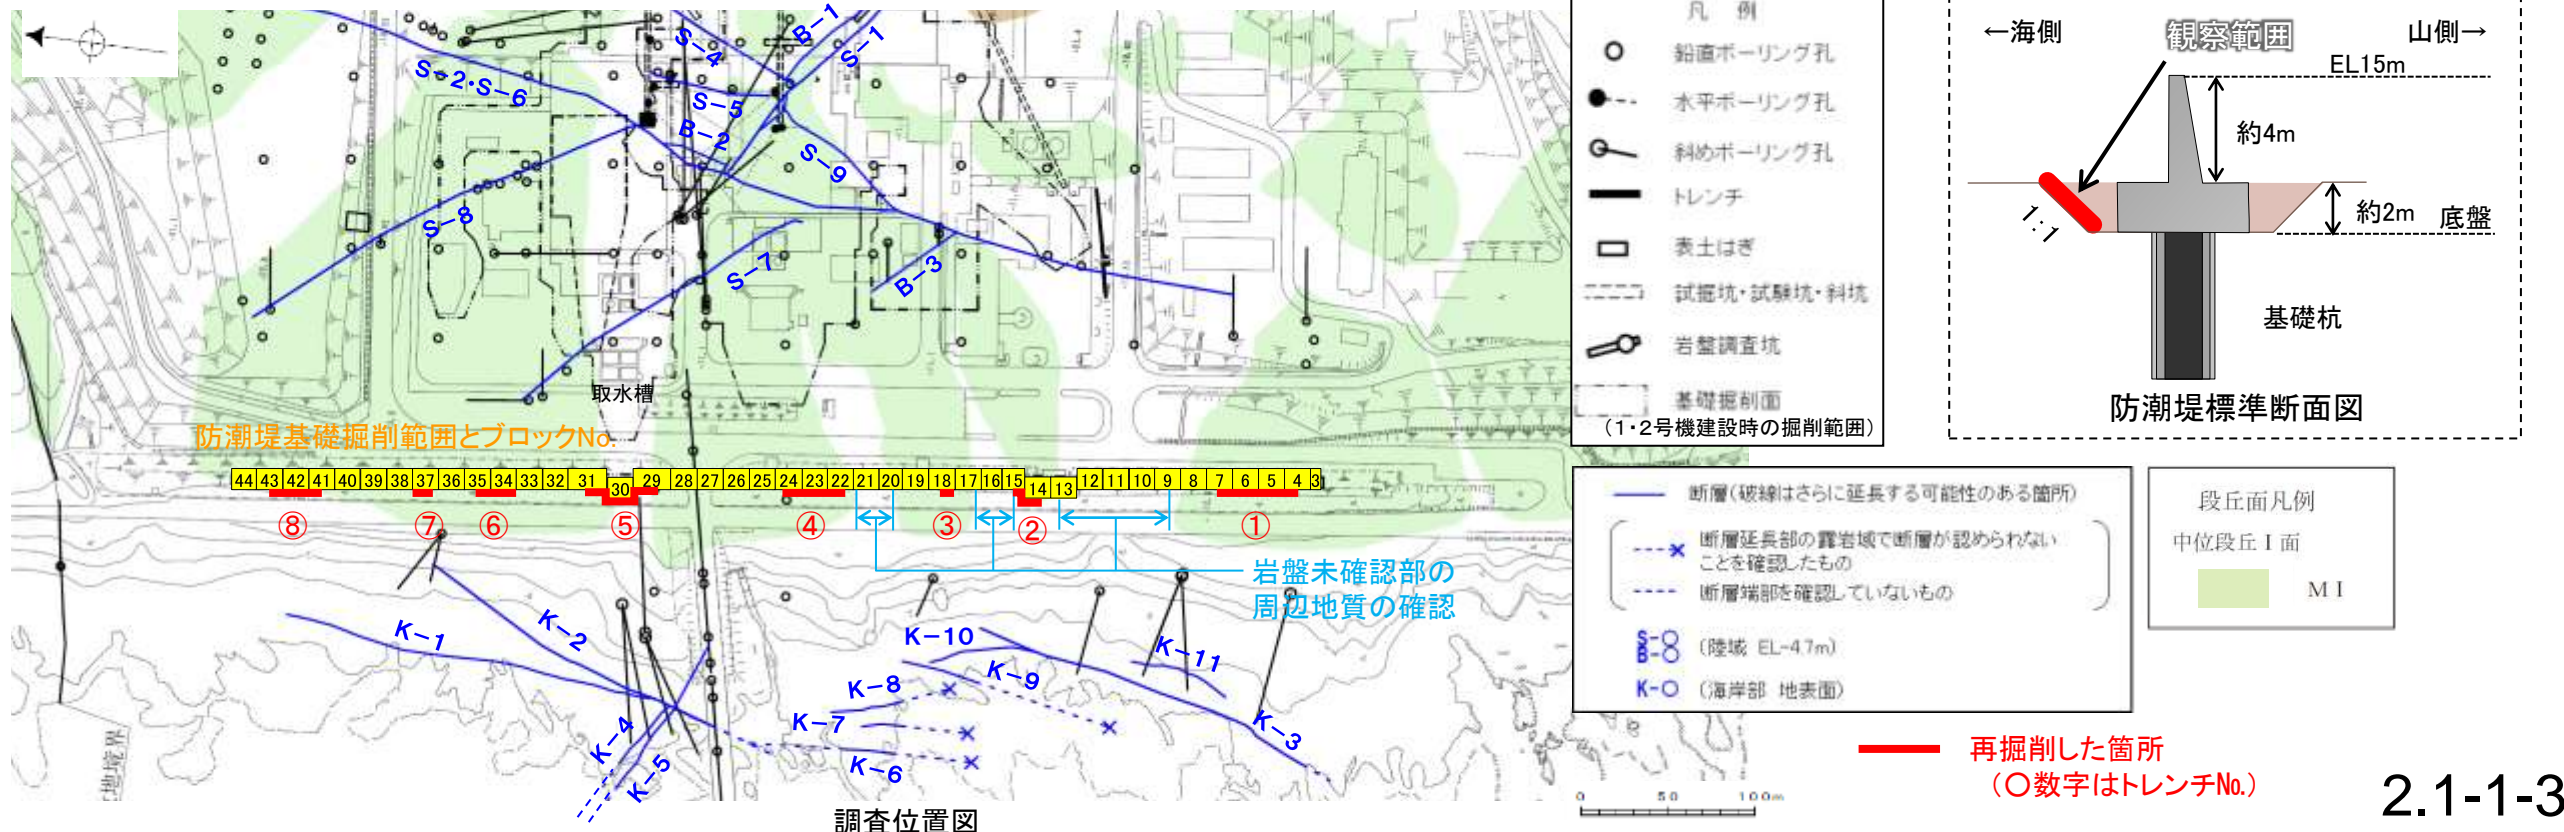 S-2・S-6
S-4
B-1
S-1
S-5
B-2
S-9
S-8
S-7
B-3
取水槽
防潮堤基礎掘削範囲とブロックNo.
44 43 42 41 40 39 38 37 36 35 34 33 32 31 30 29 28 27 26 25 24 23 22 21 20 19 18 17 16 15 14 13 12 11 10 9 8 7 6 5 4 3
⑧ ⑦ ⑥ ⑤ ④ ③ ② ①
岩盤未確認部の
周辺地質の確認
K-1
K-2
K-10
K-11
K-9
K-8
K-7
K-3
K-4
K-5
K-6
調査位置図
凡 例
鉛直ボーリング孔
水平ボーリング孔
斜めボーリング孔
トレンチ
表土はぎ
試掘坑・試験坑・斜坑
岩盤調査坑
基礎掘削面
(1・2号機建設時の掘削範囲)
←海側
観察範囲
山側→
EL15m
約4m
約2m
底盤
1:1
基礎杭
防潮堤標準断面図
断層(破線はさらに延長する可能性のある箇所)
断層延長部の露岩域で断層が認められない
ことを確認したもの
断層端部を確認していないもの
S-○
B-○
(陸域 EL-4.7m)
K-○ (海岸部 地表面)
段丘面凡例
中位段丘Ⅰ面
MⅠ
再掘削した箇所
(○数字はトレンチNo.)
0 50 100m
2.1-1-3